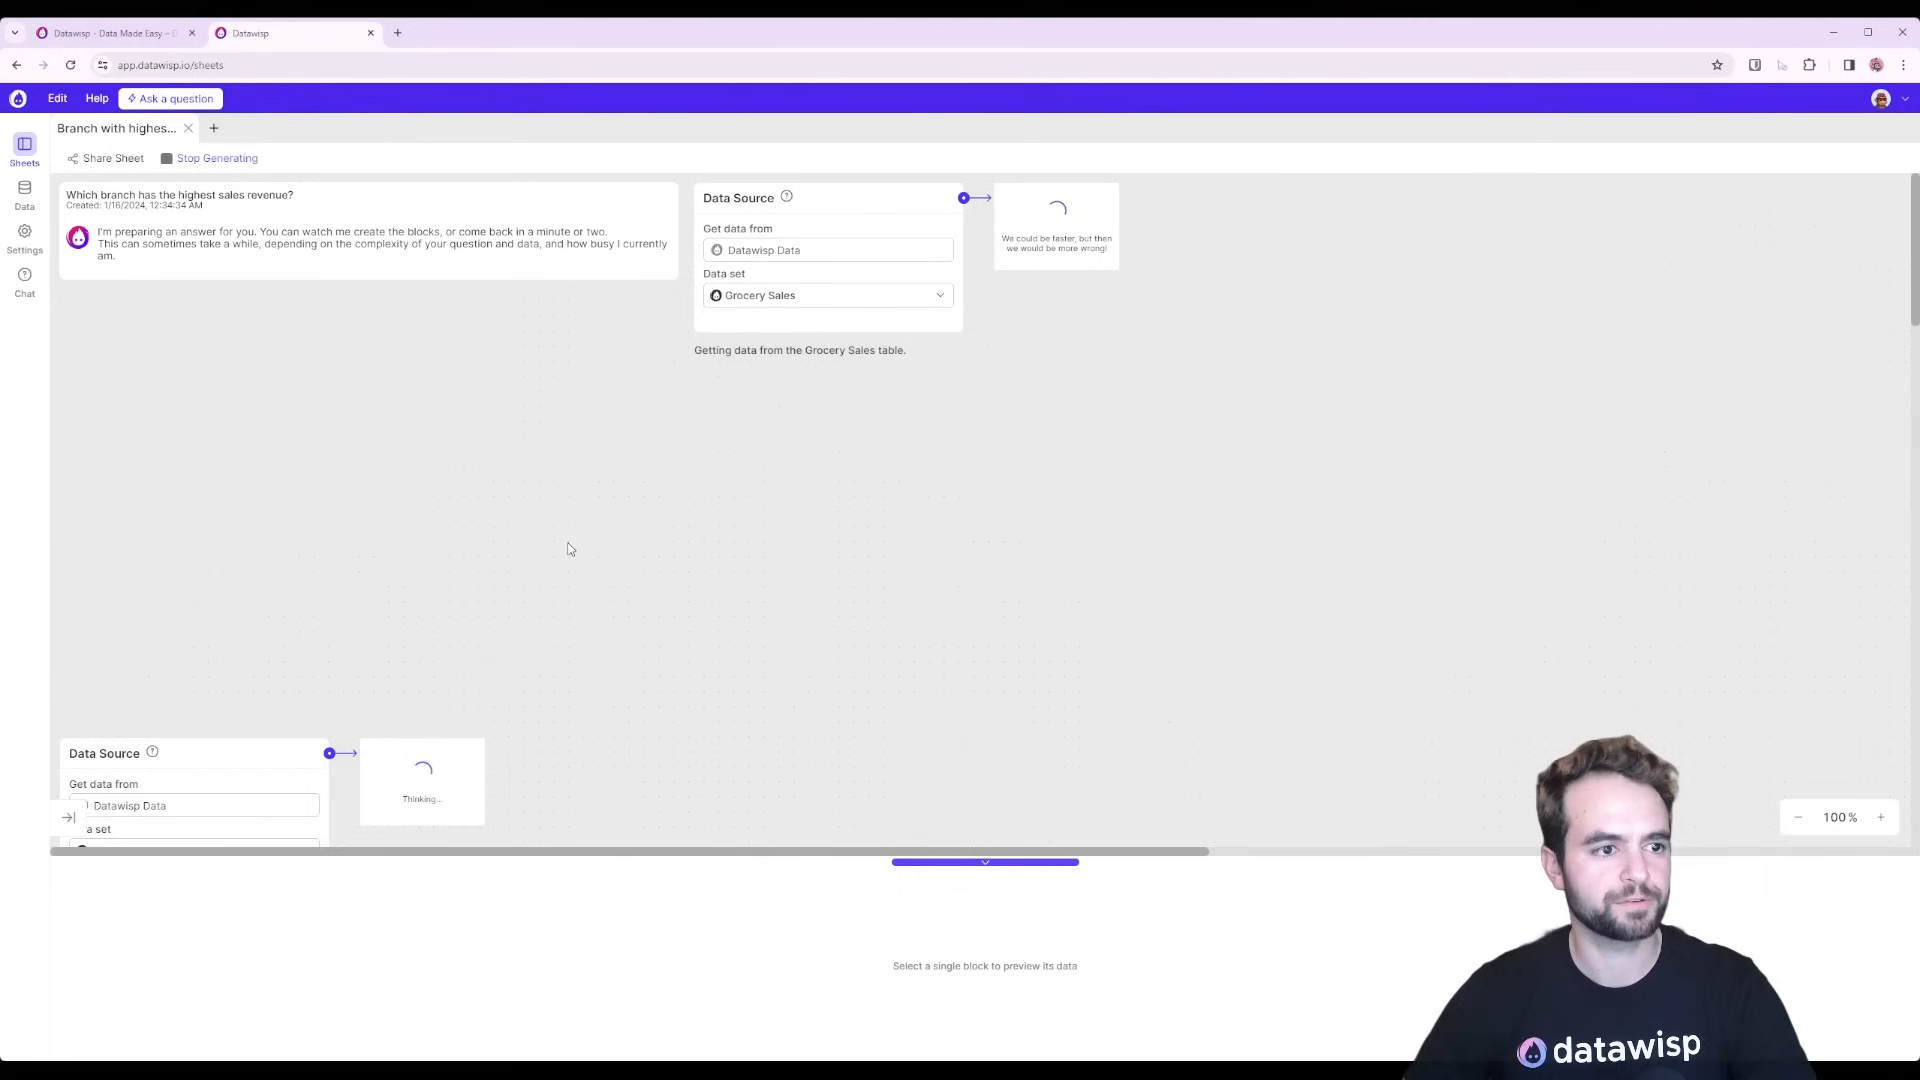 Datawisp - Data Made Easy – D
Datawisp
app.datawisp.io/sheets
Edit
Help
Ask a question
Branch with highes...
Sheets
Share Sheet
Stop Generating
Data
Settings
Chat
Which branch has the highest sales revenue?
Created: 1/16/2024, 12:34:34 AM
I'm preparing an answer for you. You can watch me create the blocks, or come back in a minute or two.
This can sometimes take a while, depending on the complexity of your question and data, and how busy I currently
am.
Data Source
Get data from
Datawisp Data
Data set
Grocery Sales
Getting data from the Grocery Sales table.
We could be faster, but then
we would be more wrong!
Data Source
Get data from
Datawisp Data
a set
Thinking...
100%
Select a single block to preview its data
datawisp